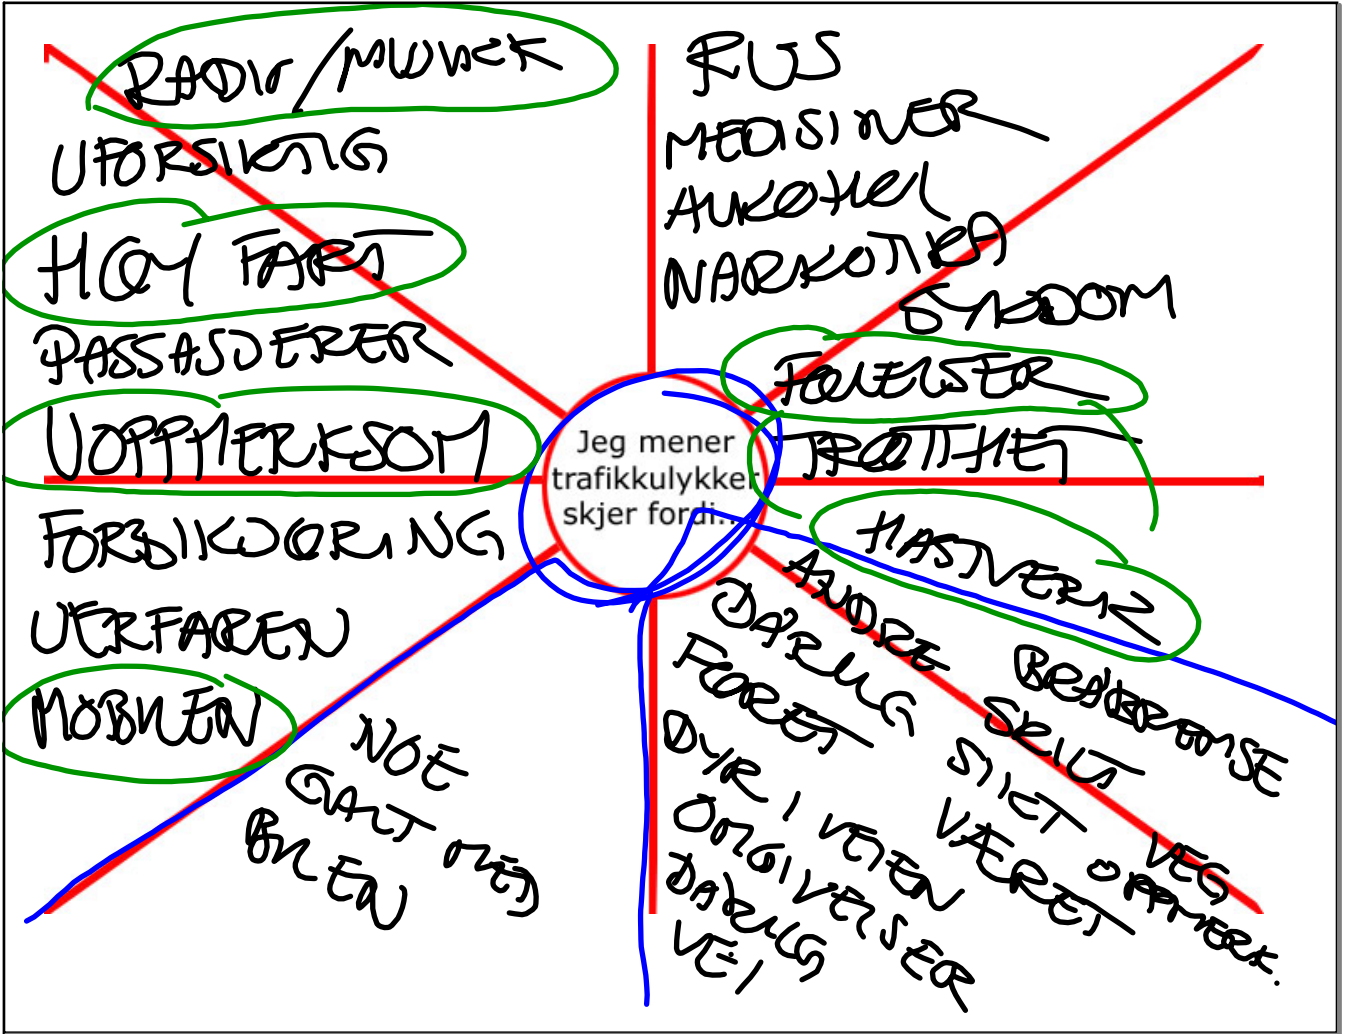 RADIO/MUSIKK
UFORSIKTIG
HØY FART
PASSASJERER
UOPPMERKSOM
FORBIKJØRING
UERFAREN
MOBILEN
RUS
MEDISINER
ALKOHOL
NARKOTIKA
SYKDOM
FØLELSER
TRØTTHET
HASTVERK
Jeg mener
trafikkulykker
skjer fordi...
NOE
GALT MED
BILEN
ANDRE
DÅRLIG
FØRET
DYR I VEIEN
OMGIVELSER
DÅRLIG
VEI
BRÅBREMSE
SKILT
SIKT
VÆRET
VEG
OPPMERK.